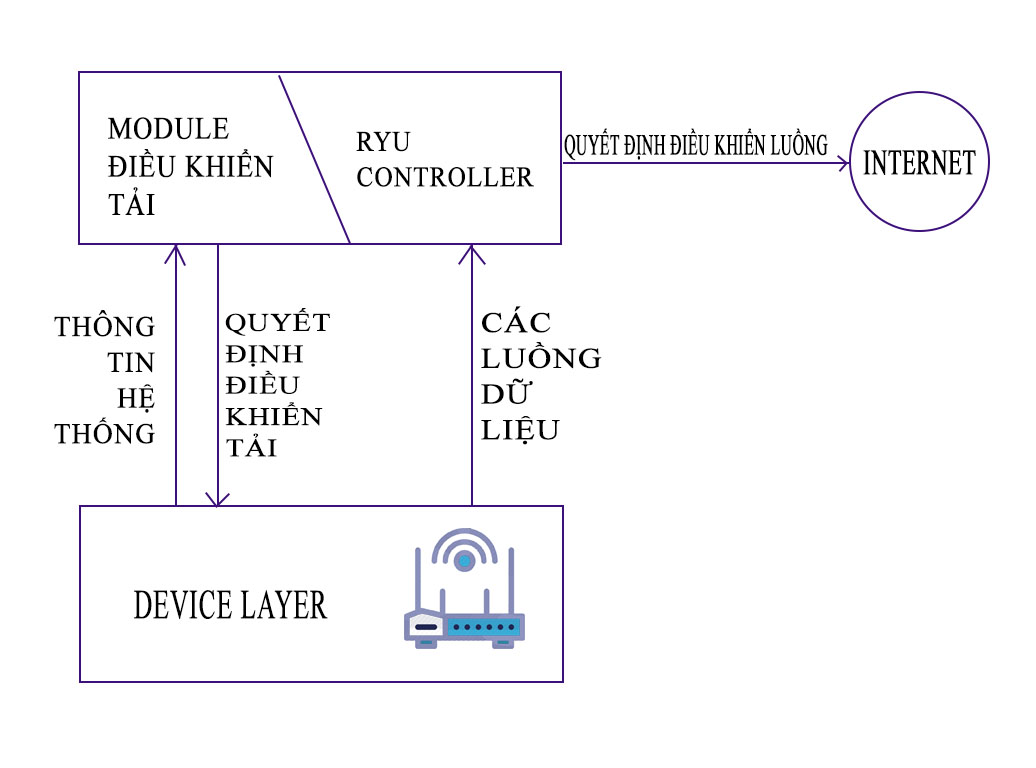 MODULE
ĐIỀU KHIỂN
TẢI
RYU
CONTROLLER
QUYẾT ĐỊNH ĐIỀU KHIỂN LUỒNG
INTERNET
THÔNG
TIN
HỆ
THỐNG
QUYẾT
ĐỊNH
ĐIỀU
KHIỂN
TẢI
CÁC
LUỒNG
DỮ
LIỆU
DEVICE LAYER